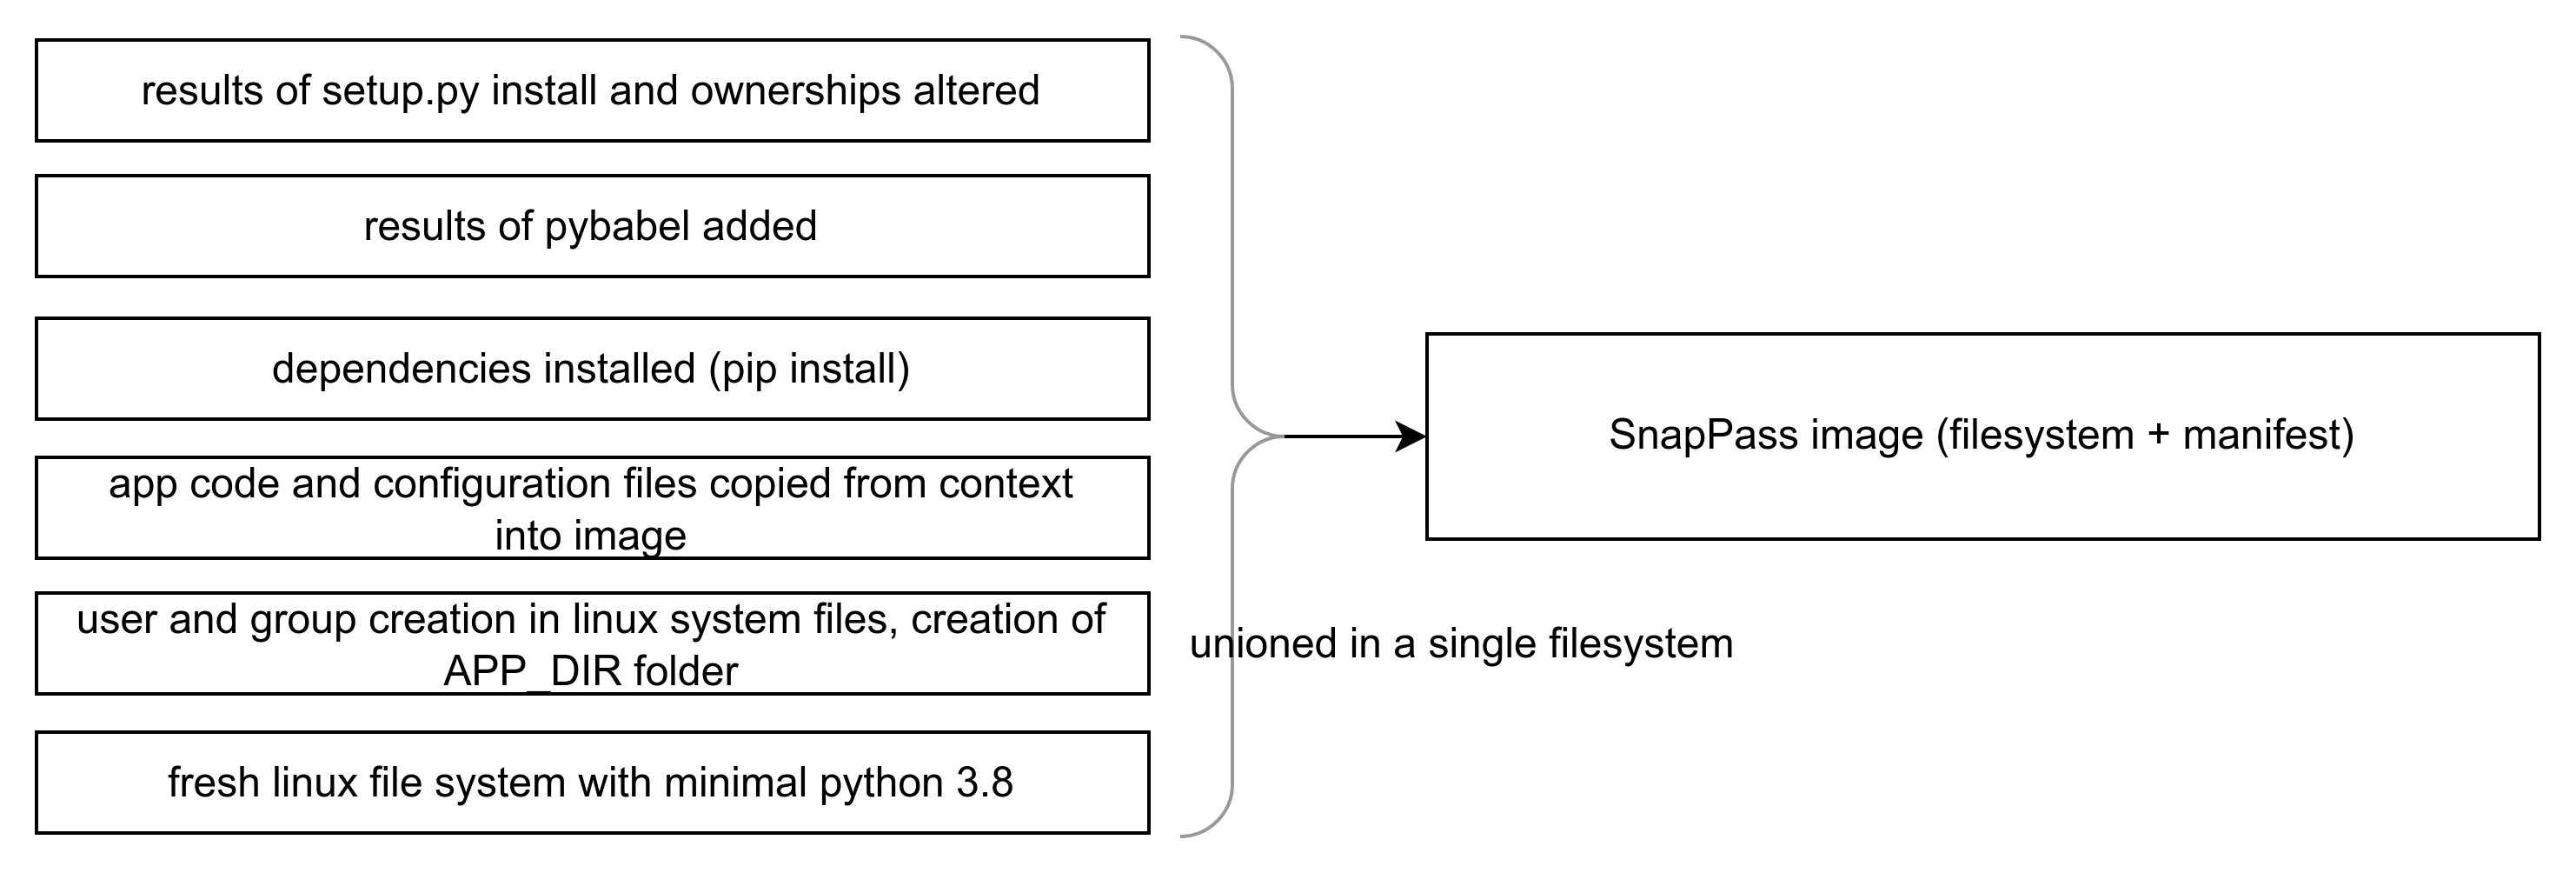 results of setup.py install and ownerships altered
results of pybabel added
dependencies installed (pip install)
app code and configuration files copied from context
into image
user and group creation in linux system files, creation of
APP_DIR folder
fresh linux file system with minimal python 3.8
unioned in a single filesystem
SnapPass image (filesystem + manifest)